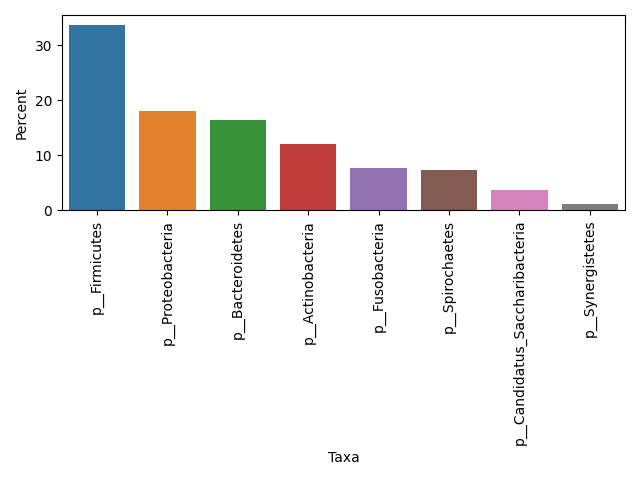 30
20
10
0
Percent
p__Firmicutes
p__Proteobacteria
p__Bacteroidetes
p__Actinobacteria
p__Fusobacteria
p__Spirochaetes
p__Candidatus_Saccharibacteria
p__Synergistetes
Taxa